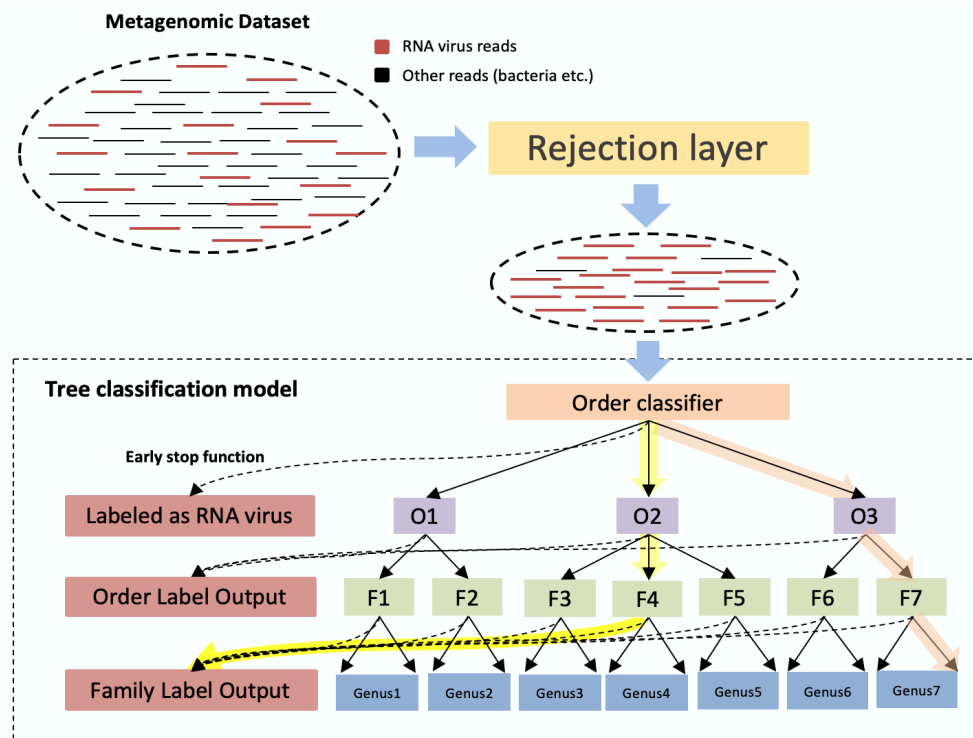 Metagenomic Dataset
RNA virus reads
Other reads (bacteria etc.)
Rejection layer
Tree classification model
Order classifier
Early stop function
Labeled as RNA virus
O1
O2
O3
Order Label Output
F1
F2
F3
F4
F5
F6
F7
Family Label Output
Genus1
Genus2
Genus3
Genus4
Genus5
Genus6
Genus7